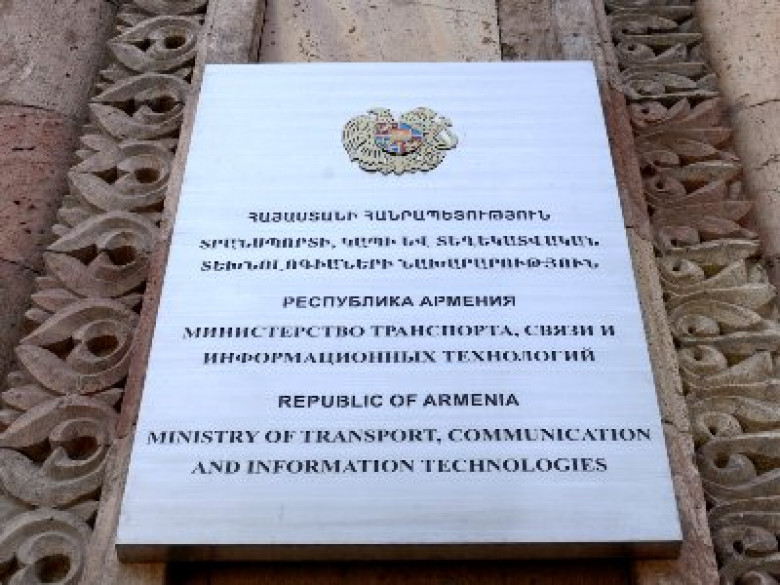 ՀԱՅԱՍՏԱՆԻ ՀԱՆՐԱՊԵՏՈՒԹՅՈՒՆ
ՏՐԱՆՍՊՈՐՏԻ, ԿԱՊԻ ԵՎ ՏԵՂԵԿԱՏՎԱԿԱՆ
ՏԵԽՆՈԼՈԳԻԱՆԵՐԻ ՆԱԽԱՐԱՐՈՒԹՅՈՒՆ
РЕСПУБЛИКА АРМЕНИЯ
МИНИСТЕРСТВО ТРАНСПОРТА, СВЯЗИ И
ИНФОРМАЦИОННЫХ ТЕХНОЛОГИЙ
REPUBLIC OF ARMENIA
MINISTRY OF TRANSPORT, COMMUNICATION
AND INFORMATION TECHNOLOGIES